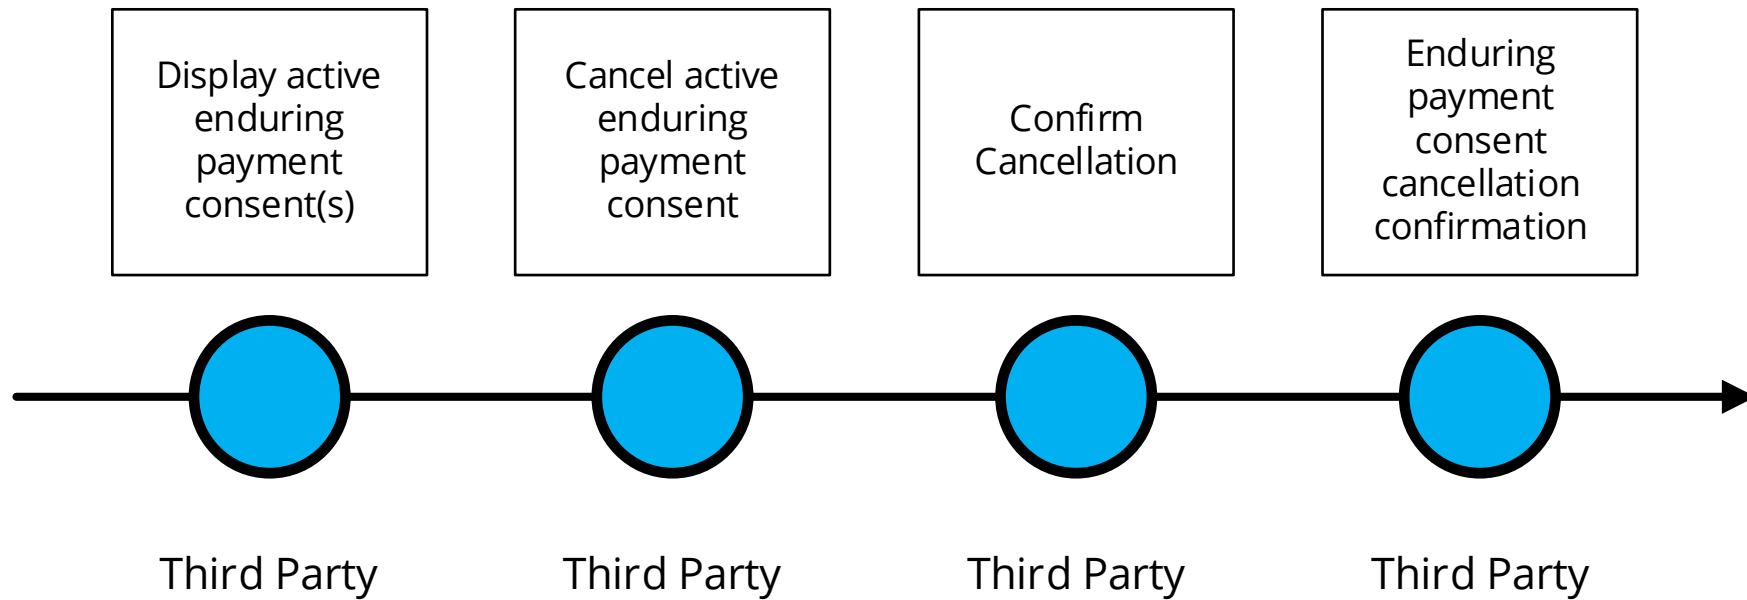 Display active
enduring
payment
consent(s)
Cancel active
enduring
payment
consent
Confirm
Cancellation
Enduring
payment
consent
cancellation
confirmation
Third Party
Third Party
Third Party
Third Party